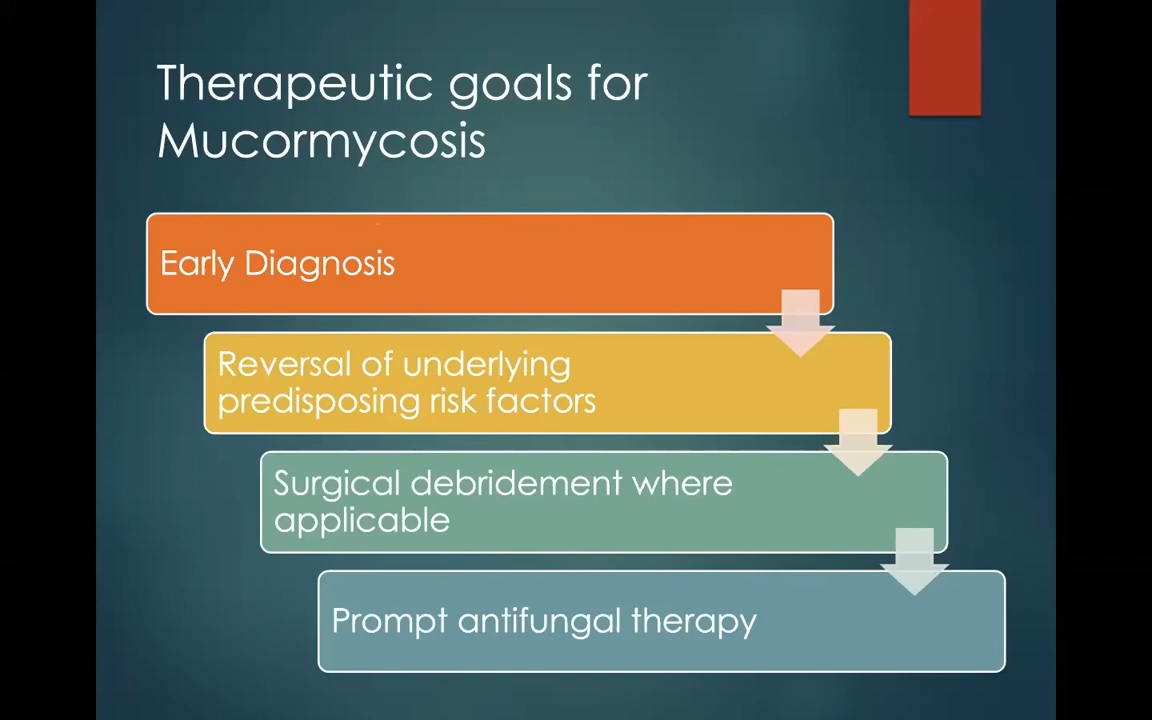 Therapeutic goals for
Mucormycosis
Early Diagnosis
Reversal of underlying
predisposing risk factors
Surgical debridement where
applicable
Prompt antifungal therapy